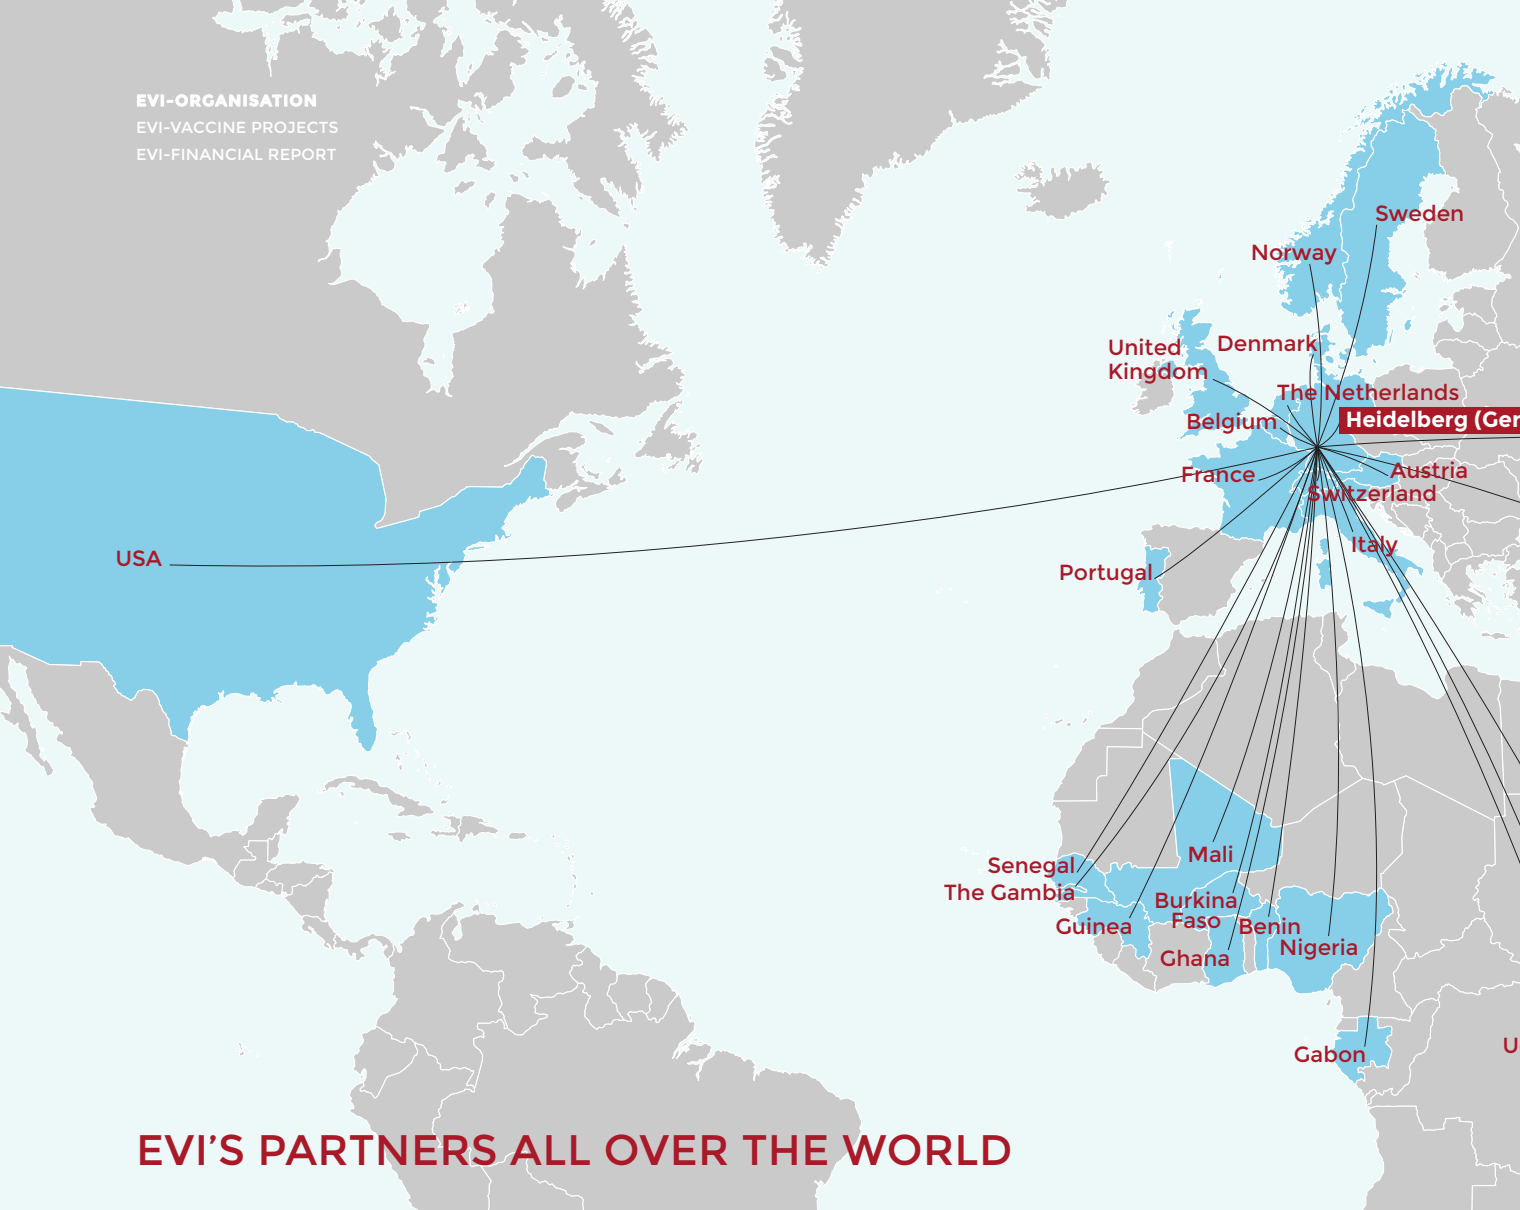 EVI-ORGANISATION
EVI-VACCINE PROJECTS
EVI-FINANCIAL REPORT
Sweden
Norway
Denmark
United
Kingdom
The Netherlands
Belgium
Heidelberg (Ger
France
Austria
Switzerland
Italy
USA
Portugal
Mali
Senegal
The Gambia
Burkina
Faso
Guinea
Benin
Nigeria
Ghana
Gabon
U
EVI’S PARTNERS ALL OVER THE WORLD